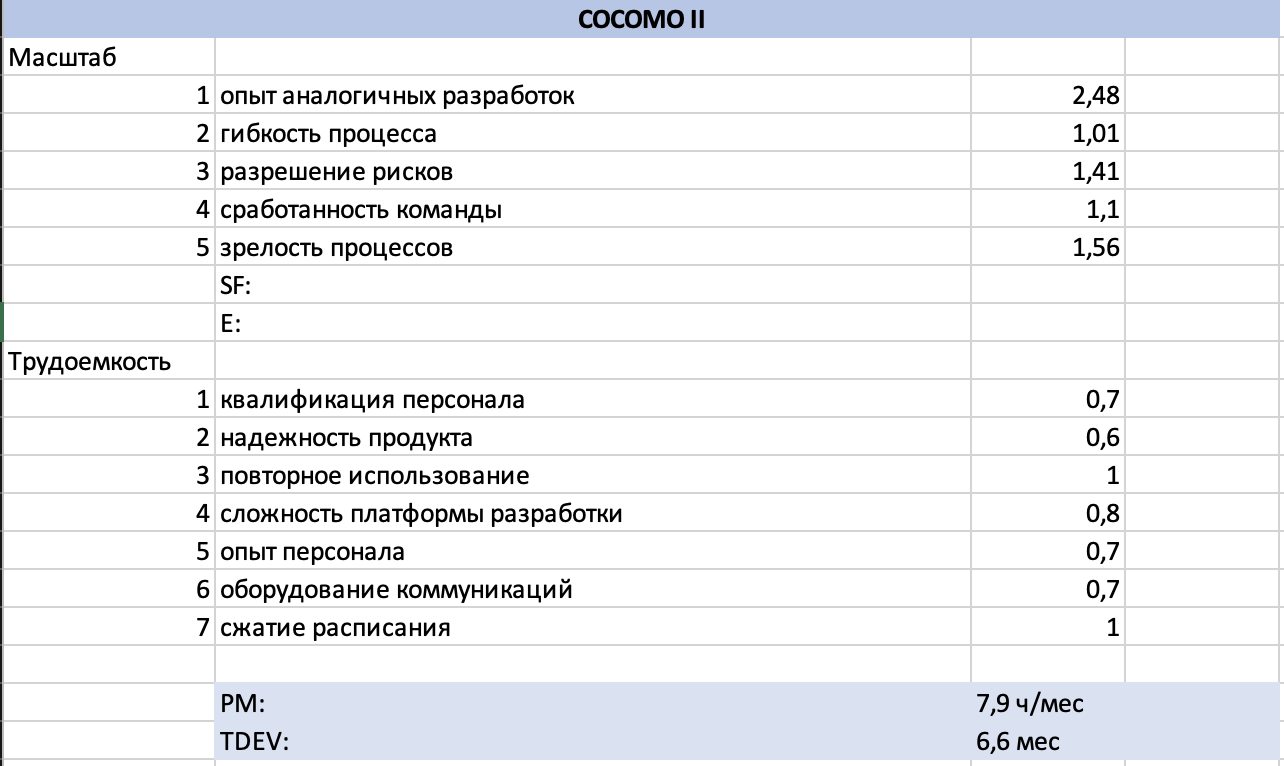 COCOMO II
Масштаб
1 опыт аналогичных разработок 2,48
2 гибкость процесса 1,01
3 разрешение рисков 1,41
4 сработанность команды 1,1
5 зрелость процессов 1,56
SF:
E:
Трудоемкость
1 квалификация персонала 0,7
2 надежность продукта 0,6
3 повторное использование 1
4 сложность платформы разработки 0,8
5 опыт персонала 0,7
6 оборудование коммуникаций 0,7
7 сжатие расписания 1
PM: 7,9 ч/мес
TDEV: 6,6 мес